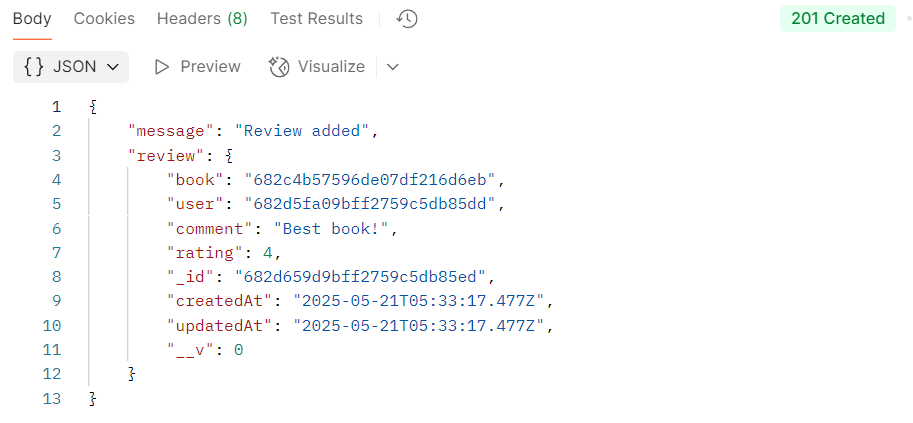 Body Cookies Headers (8) Test Results 201 Created
{} JSON Preview Visualize
1 {
2 "message": "Review added",
3 "review": {
4 "book": "682c4b57596de07df216d6eb",
5 "user": "682d5fa09bff2759c5db85dd",
6 "comment": "Best book!",
7 "rating": 4,
8 "_id": "682d659d9bff2759c5db85ed",
9 "createdAt": "2025-05-21T05:33:17.477Z",
10 "updatedAt": "2025-05-21T05:33:17.477Z",
11 "__v": 0
12 }
13 }